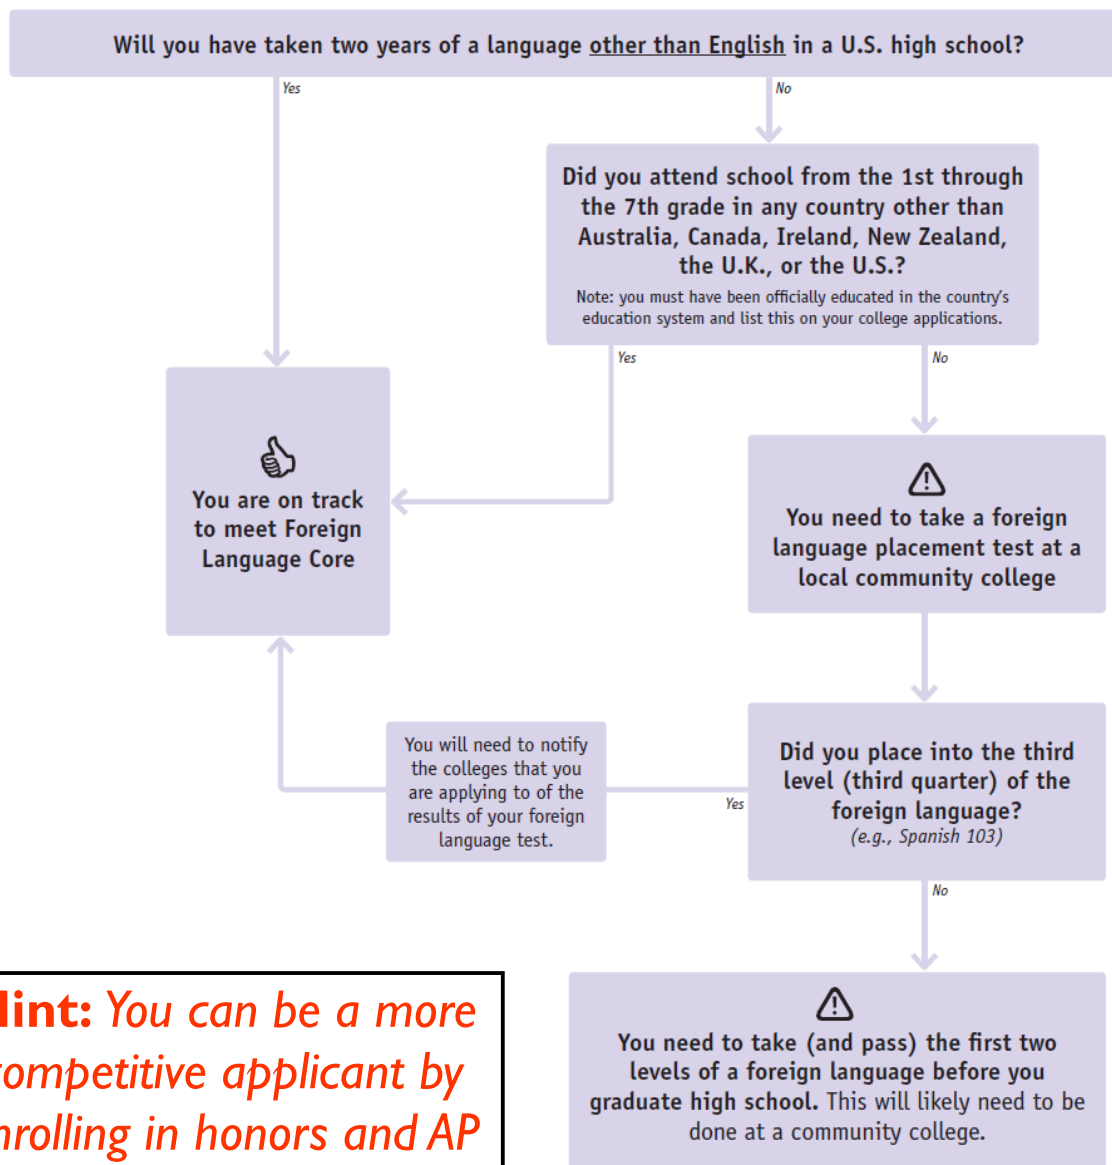 Will you have taken two years of a language other than English in a U.S. high school?
Yes
No
Did you attend school from the 1st through
the 7th grade in any country other than
Australia, Canada, Ireland, New Zealand,
the U.K., or the U.S.?
Note: you must have been officially educated in the country's
education system and list this on your college applications.
Yes
No
You are on track
to meet Foreign
Language Core
You need to take a foreign
language placement test at a
local community college
You will need to notify
the colleges that you
are applying to of the
results of your foreign
language test.
Yes
Did you place into the third
level (third quarter) of the
foreign language?
(e.g., Spanish 103)
No
You need to take (and pass) the first two
levels of a foreign language before you
graduate high school. This will likely need to be
done at a community college.
Hint: You can be a more
competitive applicant by
enrolling in honors and AP